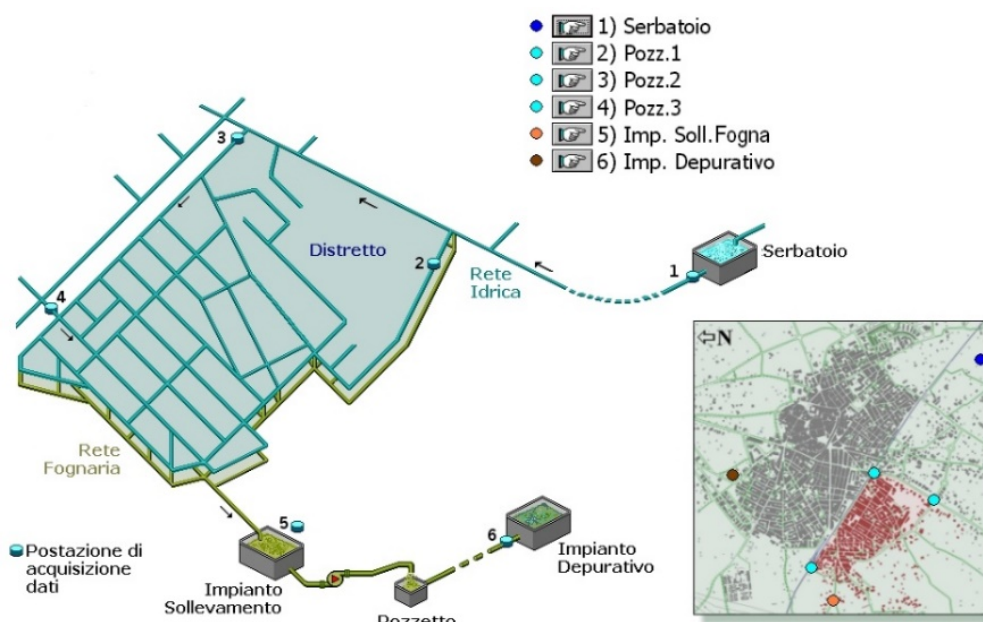 1) Serbatoio
2) Pozz.1
3) Pozz.2
4) Pozz.3
5) Imp. Soll.Fogna
6) Imp. Depurativo
3
Distretto
2
Rete
Idrica
1
Serbatoio
4
N
Rete
Fognaria
5
6
Postazione di
acquisizione
dati
Impianto
Sollevamento
Impianto
Depurativo
Pozzetto